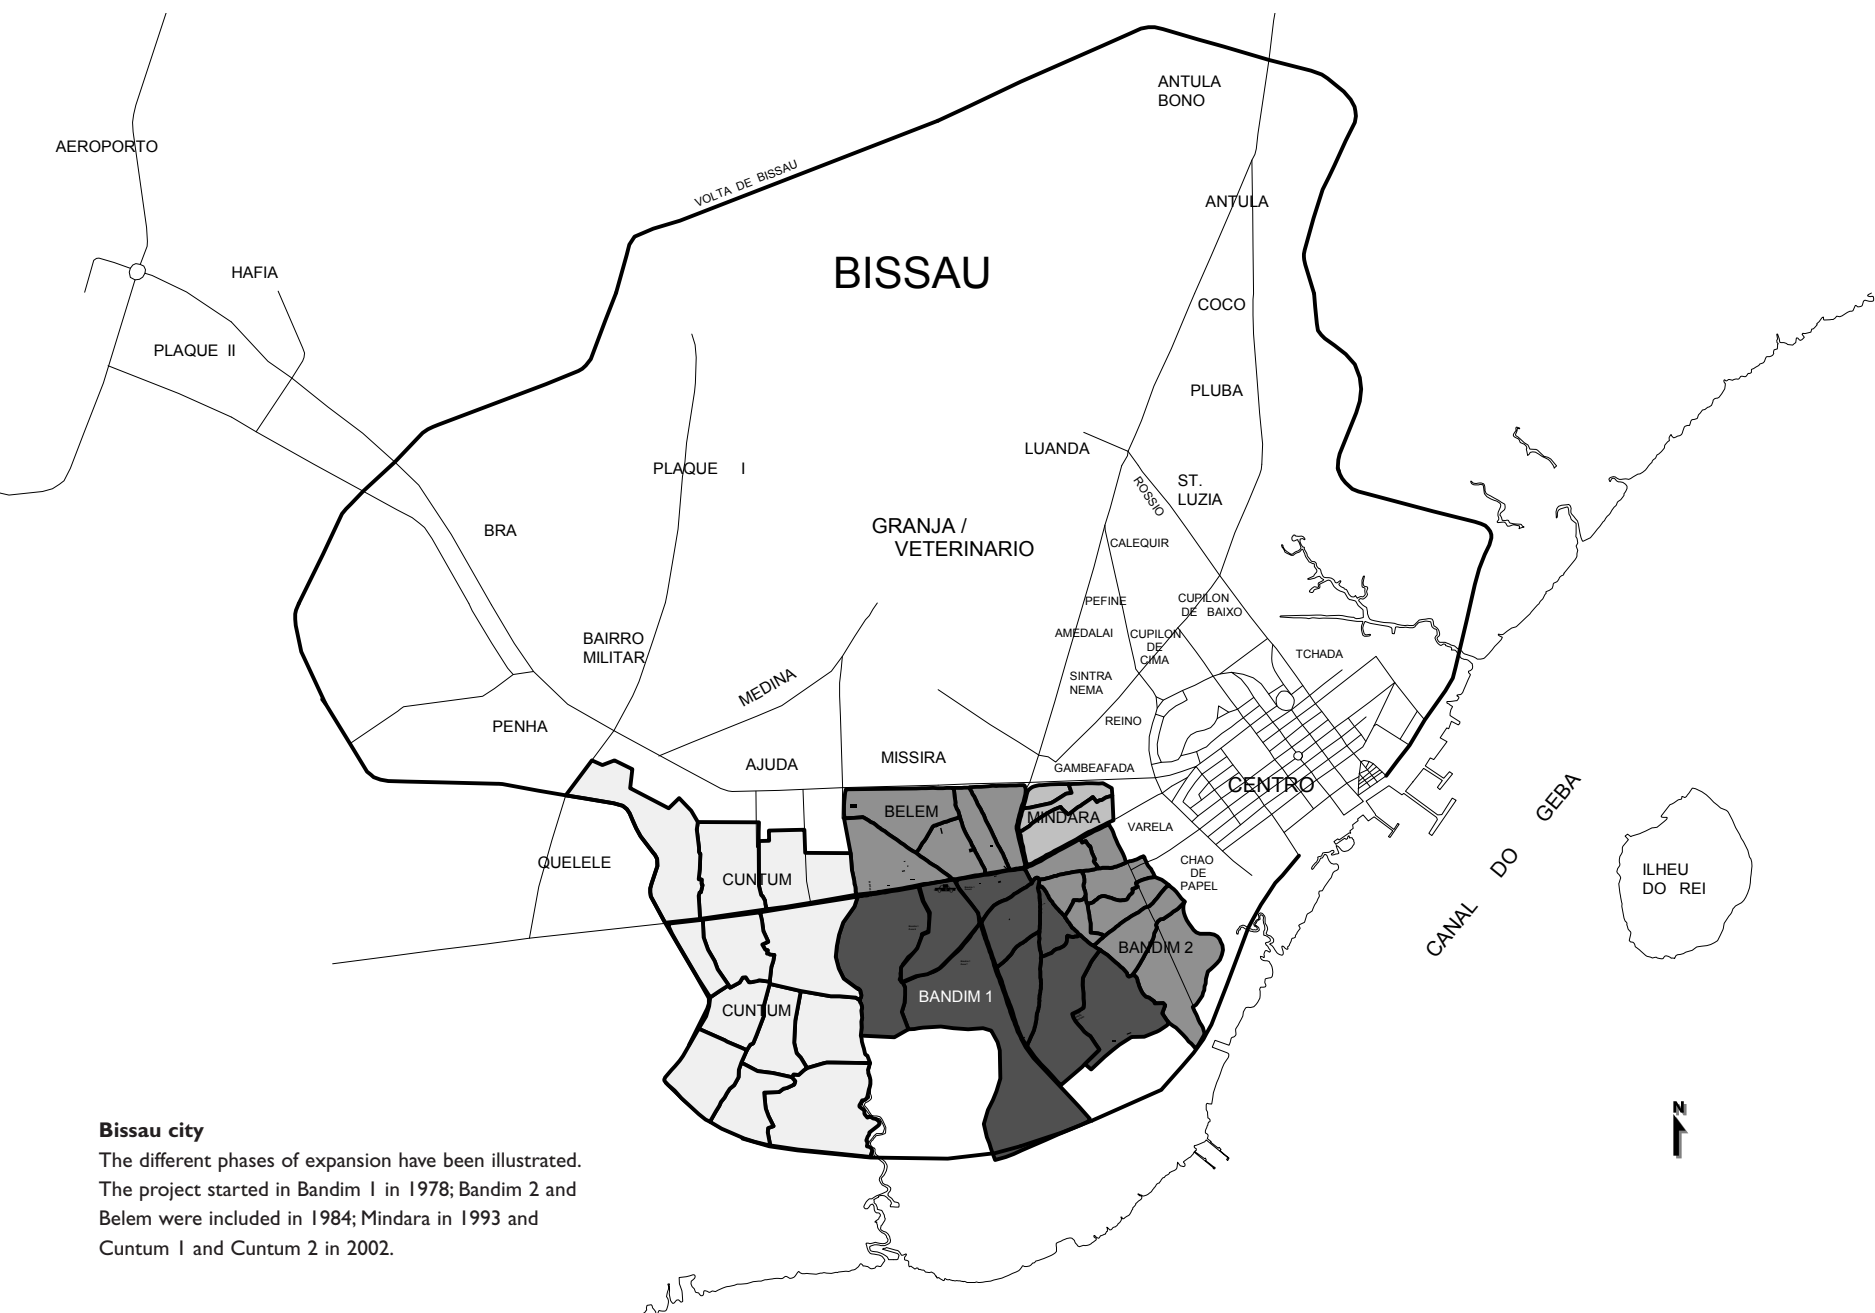 ANTULA
BONO
AEROPORTO
VOLTA DE BISSAU
ANTULA
HAFIA
BISSAU
COCO
PLAQUE II
PLUBA
LUANDA
PLAQUE I
ST.
LUZIA
ROSSIO
BRA
GRANJA /
VETERINARIO
CALEQUIR
PEFINE
CUPILON
DE BAIXO
BAIRRO
MILITAR
AMEDALAI
CUPILON
DE
CIMA
TCHADA
SINTRA
NEMA
MEDINA
PENHA
REINO
AJUDA
MISSIRA
GAMBEAFADA
CENTRO
BELEM
MINDARA
VARELA
CANAL DO GEBA
QUELELE
CUNTUM
CHAO
DE
PAPEL
ILHEU
DO REI
BANDIM 2
BANDIM 1
CUNTUM
N
Bissau city
The different phases of expansion have been illustrated.
The project started in Bandim 1 in 1978; Bandim 2 and
Belem were included in 1984; Mindara in 1993 and
Cuntum 1 and Cuntum 2 in 2002.